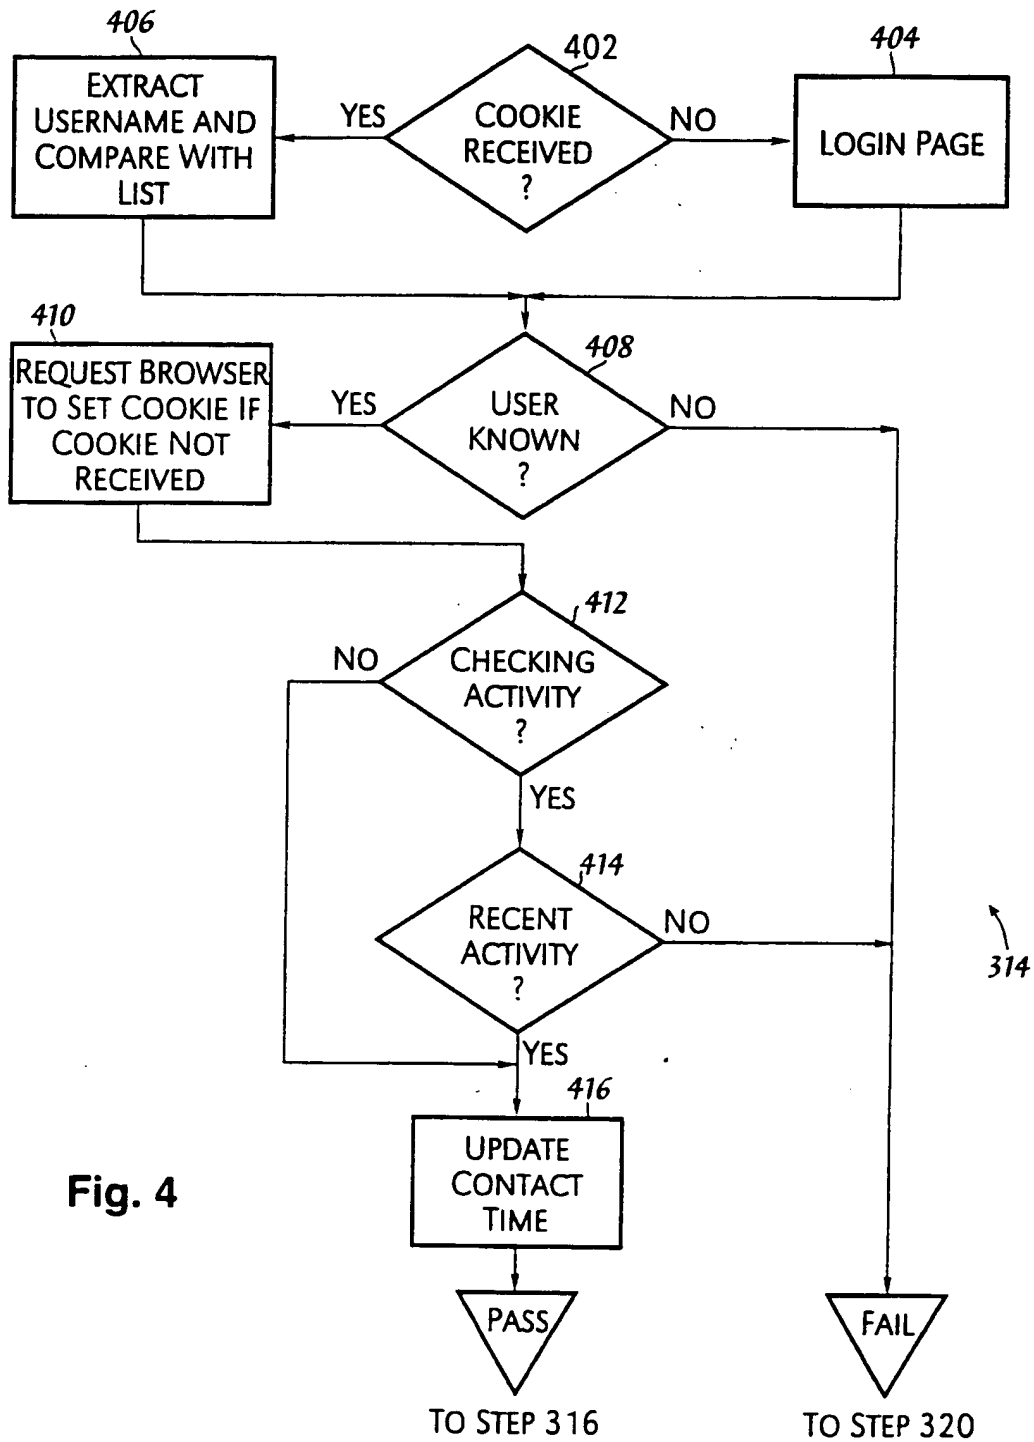 406
EXTRACT
USERNAME AND
COMPARE WITH
LIST
YES
402
COOKIE
RECEIVED
?
NO
404
LOGIN PAGE
410
REQUEST BROWSER
TO SET COOKIE IF
COOKIE NOT
RECEIVED
YES
408
USER
KNOWN
?
NO
412
NO
CHECKING
ACTIVITY
?
YES
414
RECENT
ACTIVITY
?
NO
314
YES
416
UPDATE
CONTACT
TIME
Fig. 4
PASS
FAIL
TO STEP 316
TO STEP 320